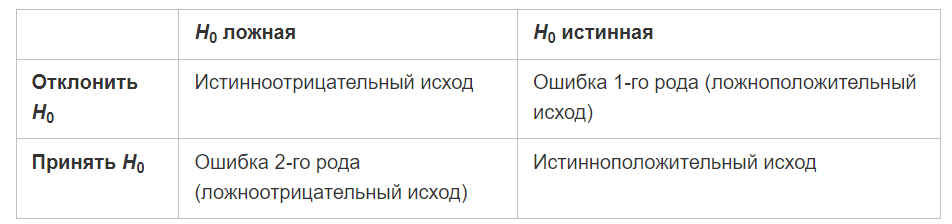 H₀ ложная
H₀ истинная
Отклонить
H₀
Истинноотрицательный исход
Ошибка 1-го рода (ложноположительный
исход)
Принять H₀
Ошибка 2-го рода
(ложноотрицательный исход)
Истинноположительный исход